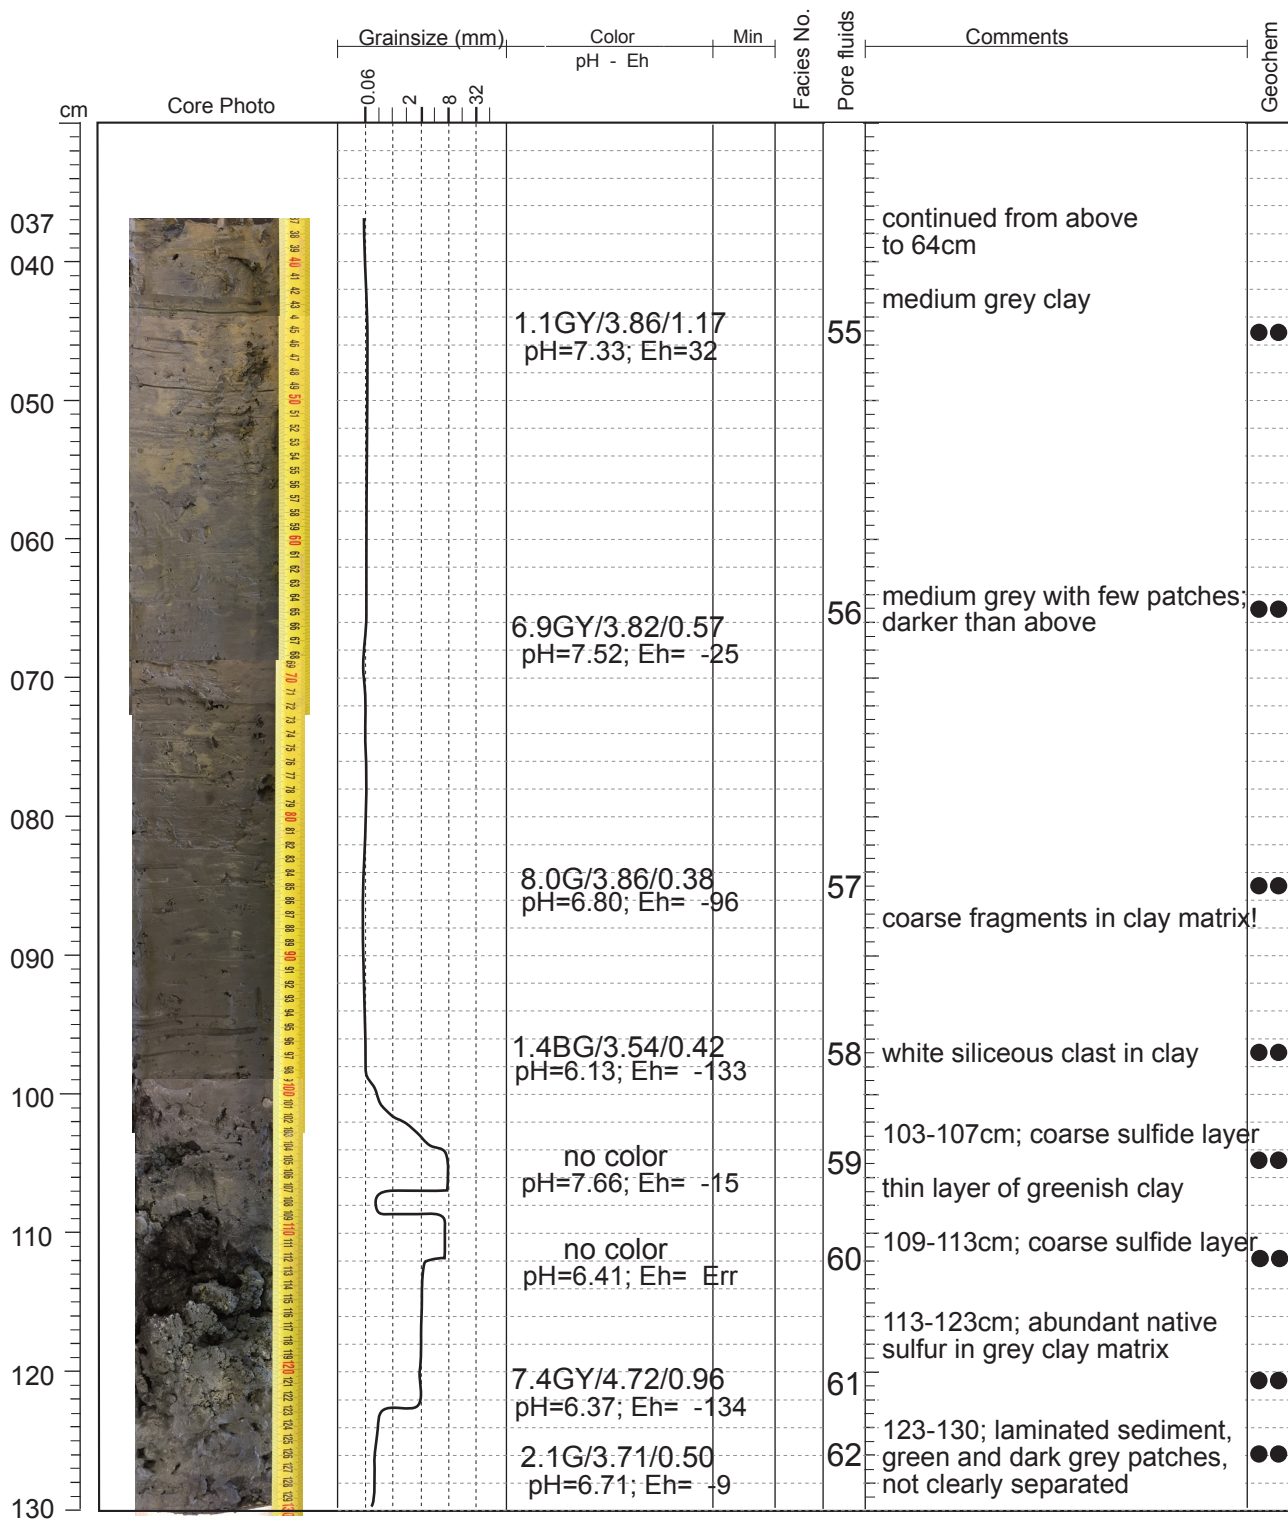 Grainsize (mm)
Color
Min
pH - Eh
Facies No.
Pore fluids
Comments
Geochem
cm
Core Photo
0.06
2
8
32
037
continued from above
to 64cm
040
medium grey clay
1.1GY/3.86/1.17
pH=7.33; Eh=32
55
050
060
medium grey with few patches;
darker than above
56
6.9GY/3.82/0.57
pH=7.52; Eh= -25
070
080
8.0G/3.86/0.38
pH=6.80; Eh= -96
57
coarse fragments in clay matrix!
090
1.4BG/3.54/0.42
pH=6.13; Eh= -133
58
white siliceous clast in clay
100
103-107cm; coarse sulfide layer
no color
pH=7.66; Eh= -15
59
thin layer of greenish clay
110
109-113cm; coarse sulfide layer
no color
pH=6.41; Eh= Err
60
113-123cm; abundant native
sulfur in grey clay matrix
120
7.4GY/4.72/0.96
pH=6.37; Eh= -134
61
123-130; laminated sediment,
green and dark grey patches,
not clearly separated
2.1G/3.71/0.50
pH=6.71; Eh= -9
62
130